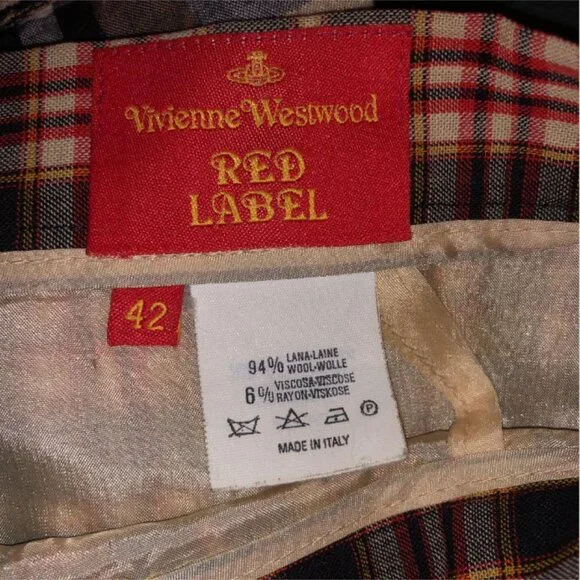 Vivienne Westwood
RED
LABEL
42
94% LANA-LAINE
WOOL-WOLLE
6% VISCOSA-VISCOSE
RAYON-VISKOSE
P
MADE IN ITALY